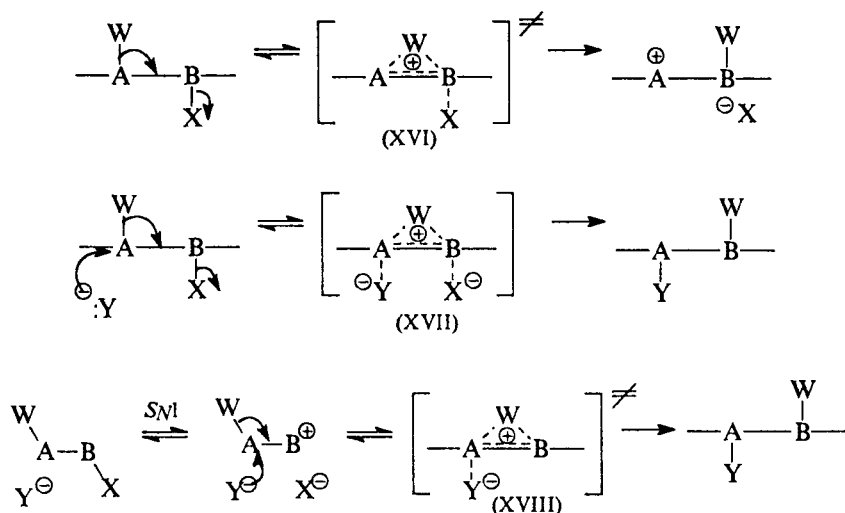 W W ≠ W
⊕ ⊕
A B A B A B
X X ⊖X
(XVI)
W W W
⊕
A B A B A B
⊖:Y X ⊖Y X⊖ Y
(XVII)
W SN1 W W ≠ W
A B A B⊕ A ⊕ B A B
Y⊖ X Y⊖ X⊖ Y⊖ Y
(XVIII)